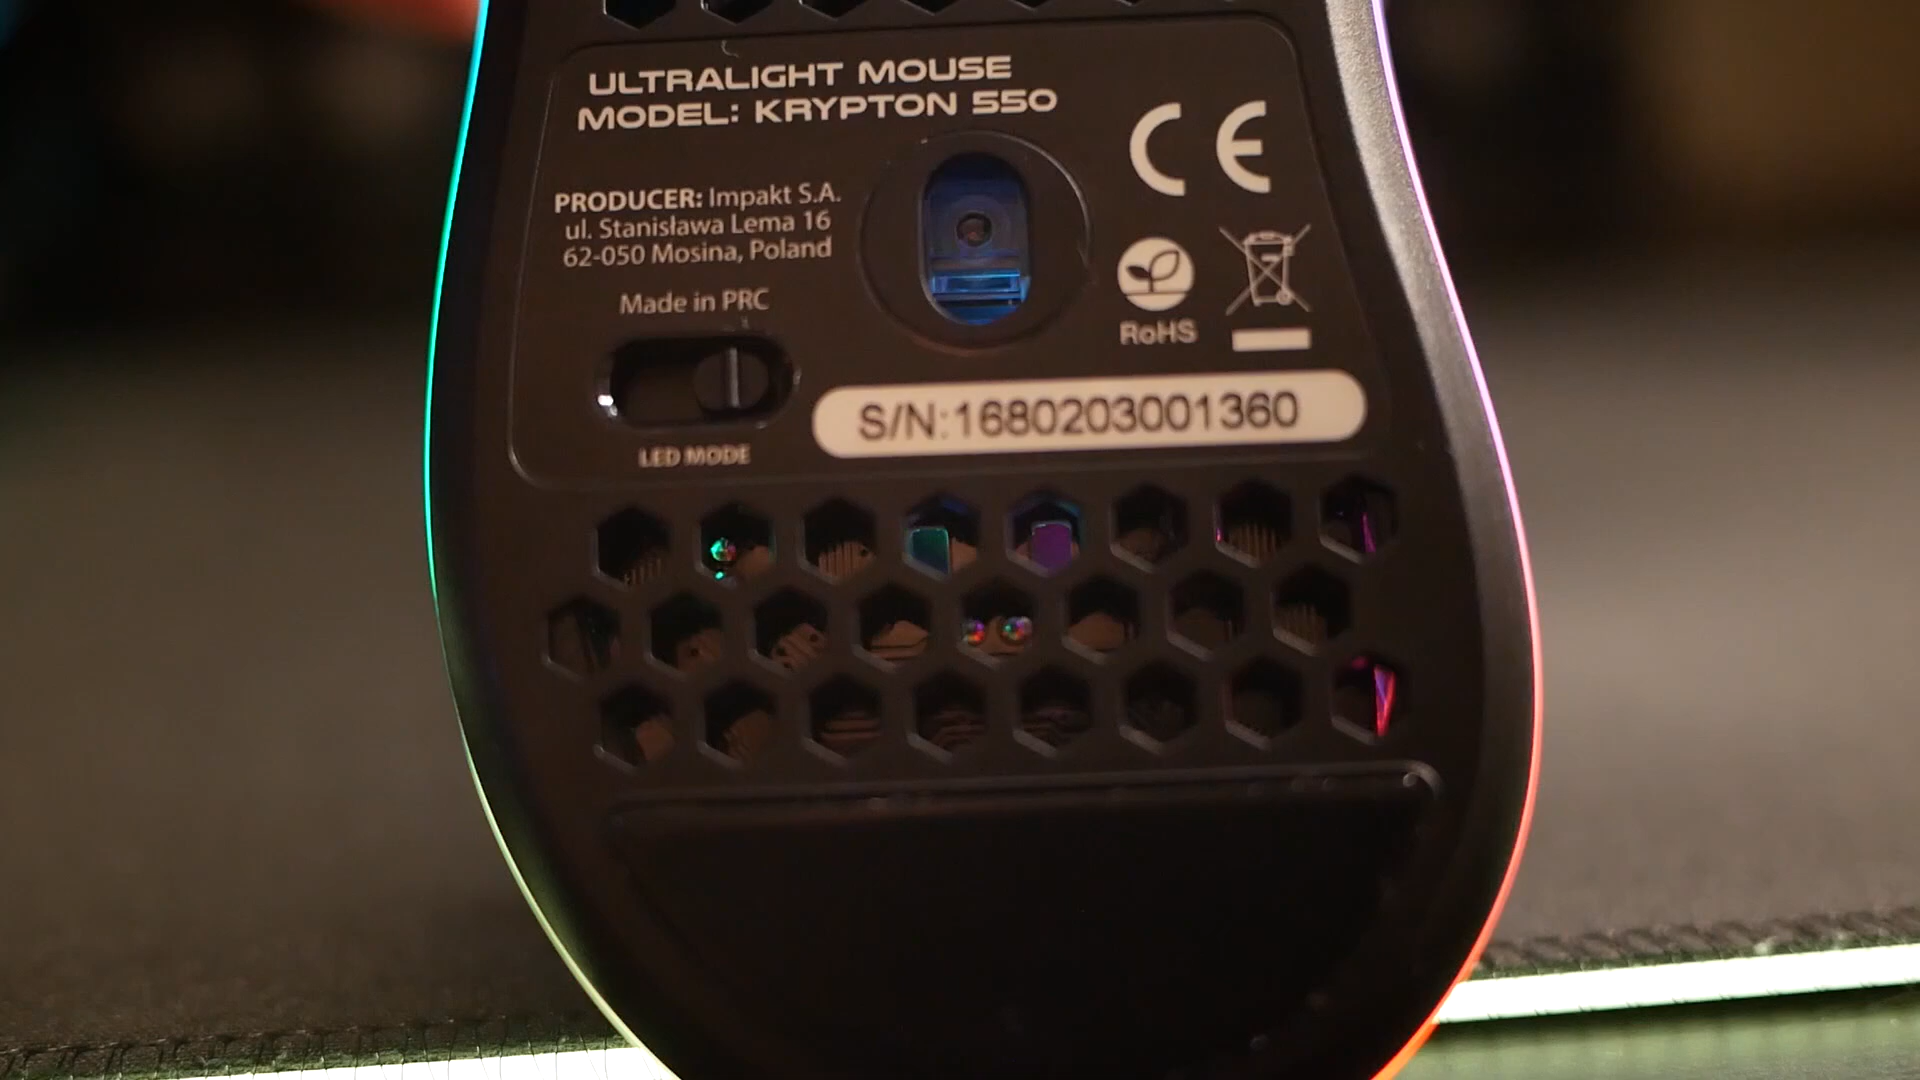 ULTRALIGHT MOUSE
MODEL: KRYPTON 550
PRODUCER: Impakt S.A.
ul. Stanisława Lema 16
62-050 Mosina, Poland
Made in PRC
CE
RoHS
S/N:1680203001360
LED MODE